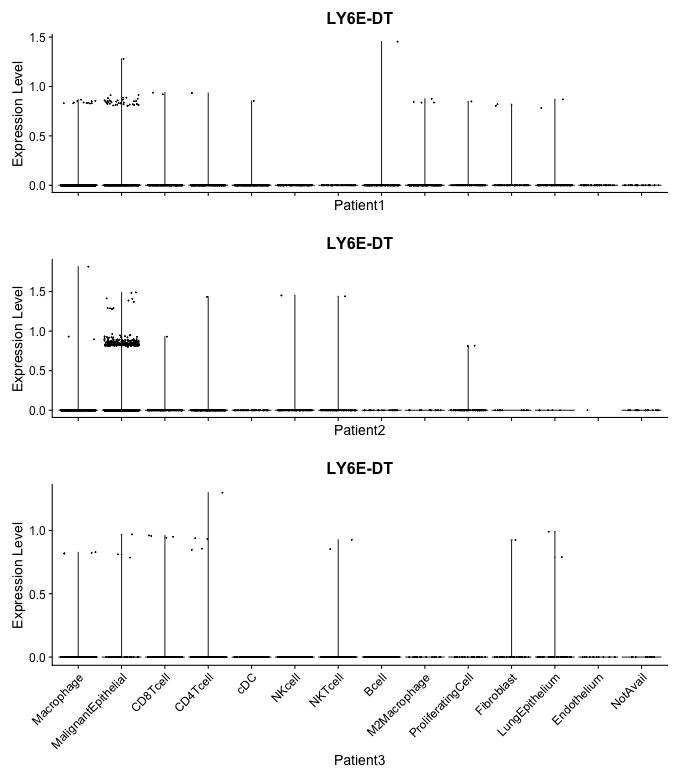 LY6E-DT
Expression Level
1.5
1.0
0.5
0.0
Patient1
LY6E-DT
Expression Level
1.5
1.0
0.5
0.0
Patient2
LY6E-DT
Expression Level
1.0
0.5
0.0
Macrophage
MalignantEpithelial
CD8Tcell
CD4Tcell
cDC
NKcell
NKTcell
Bcell
M2Macrophage
ProliferatingCell
Fibroblast
LungEpithelium
Endothelium
NotAvail
Patient3